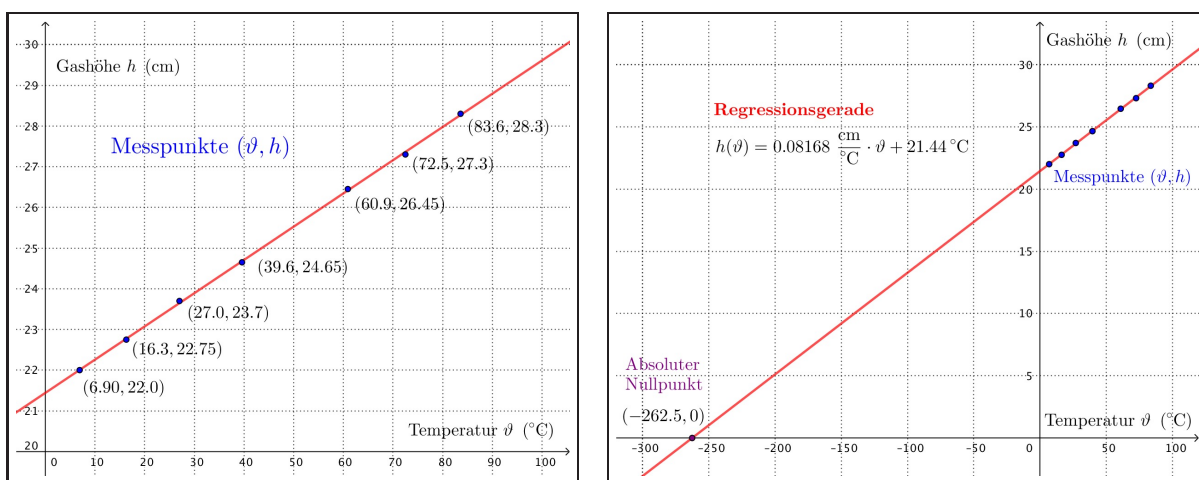 30
Gashöhe h (cm)
29
28
(83.6, 28.3)
Messpunkte (ϑ, h)
27
(72.5, 27.3)
26
(60.9, 26.45)
25
(39.6, 24.65)
24
(27.0, 23.7)
23
(16.3, 22.75)
22
(6.90, 22.0)
21
Temperatur ϑ (°C)
20
0 10 20 30 40 50 60 70 80 90 100
Gashöhe h (cm)
30
Regressionsgerade
25
h(ϑ) = 0.08168 cm/°C · ϑ + 21.44 °C
Messpunkte (ϑ, h)
20
15
10
Absoluter
Nullpunkt
5
(−262.5, 0)
Temperatur ϑ (°C)
−300 −250 −200 −150 −100 −50 0 50 100